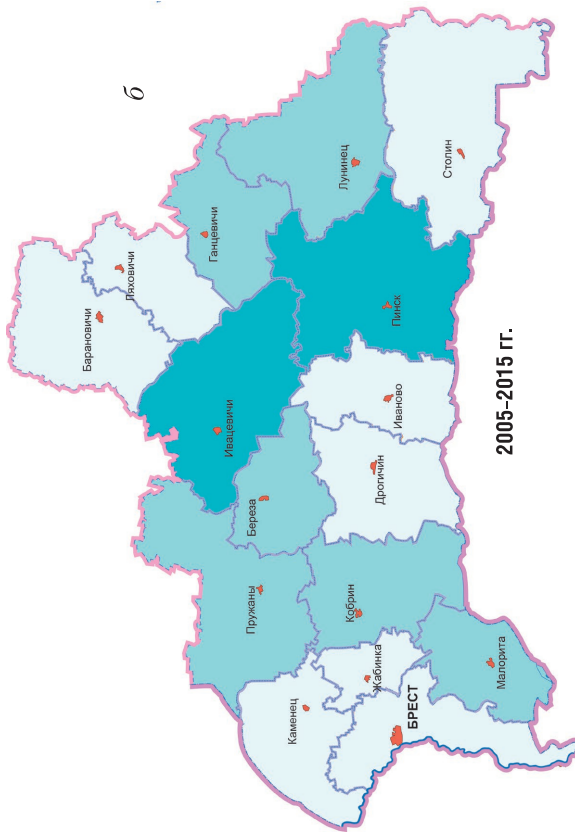 б
Барановичи
Ляховичи
Ганцевичи
Ивацевичи
Лунинец
Столин
Пинск
Иваново
Дрогичин
Береза
Пружаны
Кобрин
Каменец
Жабинка
БРЕСТ
Малорита
2005–2015 гг.